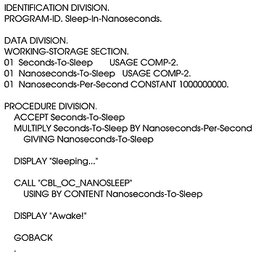 IDENTIFICATION DIVISION.
PROGRAM-ID. Sleep-In-Nanoseconds.
DATA DIVISION.
WORKING-STORAGE SECTION.
01 Seconds-To-Sleep USAGE COMP-2.
01 Nanoseconds-To-Sleep USAGE COMP-2.
01 Nanoseconds-Per-Second CONSTANT 1000000000.
PROCEDURE DIVISION.
ACCEPT Seconds-To-Sleep
MULTIPLY Seconds-To-Sleep BY Nanoseconds-Per-Second
GIVING Nanoseconds-To-Sleep
DISPLAY "Sleeping..."
CALL "CBL_OC_NANOSLEEP"
USING BY CONTENT Nanoseconds-To-Sleep
DISPLAY "Awake!"
GOBACK
.